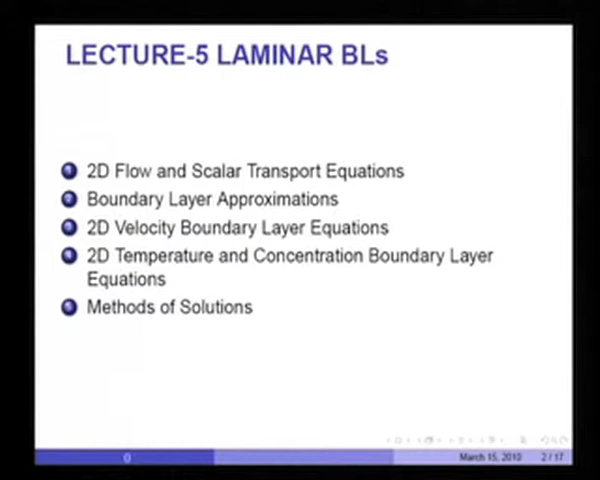 LECTURE-5 LAMINAR BLs
2D Flow and Scalar Transport Equations
Boundary Layer Approximations
2D Velocity Boundary Layer Equations
2D Temperature and Concentration Boundary Layer
Equations
Methods of Solutions
()
March 15, 2010 2 / 17